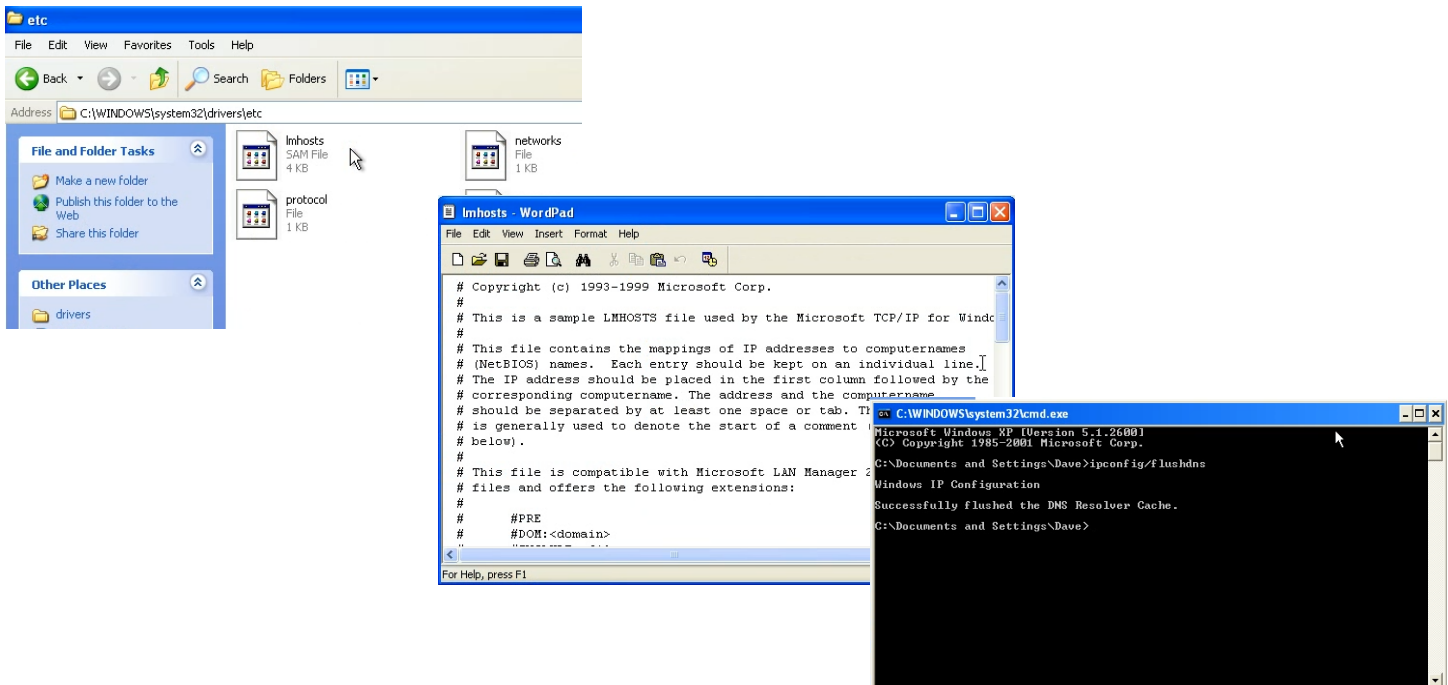 etc
File Edit View Favorites Tools Help
Back Search Folders
Address C:\WINDOWS\system32\drivers\etc
File and Folder Tasks
Make a new folder
Publish this folder to the
Web
Share this folder
Other Places
drivers
lmhosts
SAM File
4 KB
networks
File
1 KB
protocol
File
1 KB
lmhosts - WordPad
File Edit View Insert Format Help
# Copyright (c) 1993-1999 Microsoft Corp.
#
# This is a sample LMHOSTS file used by the Microsoft TCP/IP for Windo
#
# This file contains the mappings of IP addresses to computernames
# (NetBIOS) names. Each entry should be kept on an individual line.
# The IP address should be placed in the first column followed by the
# corresponding computername. The address and the computername
# should be separated by at least one space or tab.
# is generally used to denote the start of a comment
# below).
#
# This file is compatible with Microsoft LAN Manager
# files and offers the following extensions:
#
# #PRE
# #DOM:<domain>
For Help, press F1
C:\WINDOWS\system32\cmd.exe
Microsoft Windows XP [Version 5.1.2600]
(C) Copyright 1985-2001 Microsoft Corp.
C:\Documents and Settings\Dave>ipconfig/flushdns
Windows IP Configuration
Successfully flushed the DNS Resolver Cache.
C:\Documents and Settings\Dave>